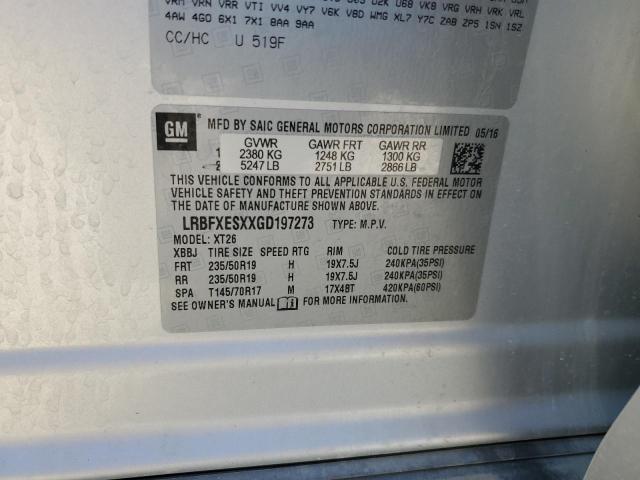 VRM VRN VRR VTI VV4 VY7 V6K V8D WMG XL7 Y7C ZAB ZP5 1SN 1SZ
4AW 4G0 6X1 7X1 8AA 9AA
CC/HC U 519F
GM
MFD BY SAIC GENERAL MOTORS CORPORATION LIMITED 05/16
GVWR GAWR FRT GAWR RR
2380 KG 1248 KG 1300 KG
5247 LB 2751 LB 2866 LB
THIS VEHICLE CONFORMS TO ALL APPLICABLE U.S. FEDERAL MOTOR
VEHICLE SAFETY AND THEFT PREVENTION STANDARDS IN EFFECT ON
THE DATE OF MANUFACTURE SHOWN ABOVE.
LRBFXESXXGD197273 TYPE: M.P.V.
MODEL: XT26
XBBJ TIRE SIZE SPEED RTG RIM COLD TIRE PRESSURE
FRT 235/50R19 H 19X7.5J 240KPA(35PSI)
RR 235/50R19 H 19X7.5J 240KPA(35PSI)
SPA T145/70R17 M 17X4BT 420KPA(60PSI)
SEE OWNER'S MANUAL FOR MORE INFORMATION.